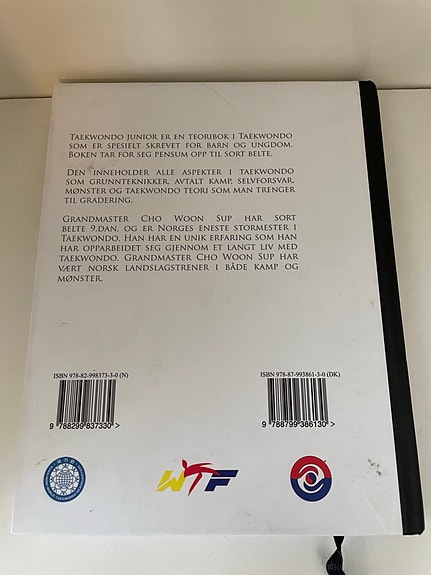 Taekwondo Junior er en teoribok i Taekwondo
som er spesielt skrevet for barn og ungdom.
Boken tar for seg pensum opp til sort belte.
Den inneholder alle aspekter i taekwondo
som grunnteknikker, avtalt kamp, selvforsvar,
mønster og taekwondo teori som man trenger
til gradering.
Grandmaster Cho Woon Sup har sort
belte 9.dan, og er Norges eneste stormester i
Taekwondo. Han har en unik erfaring som han
har opparbeidet seg gjennom et langt liv med
taekwondo. Grandmaster Cho Woon Sup har
vært norsk landslagstrener i både kamp og
mønster.
ISBN 978-82-998373-3-0 (N)
ISBN 978-87-993861-3-0 (DK)
9 788299 837330 >
9 788799 386130 >
WTF